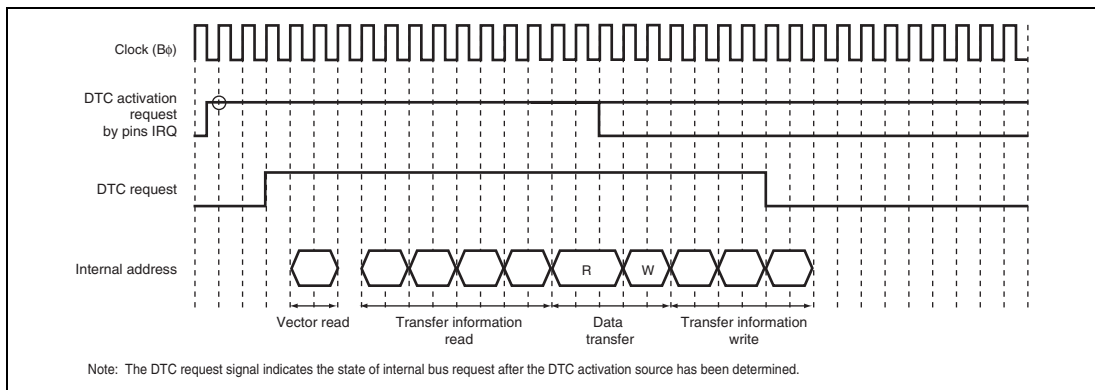 Clock (Bϕ)
DTC activation
request
by pins IRQ
DTC request
Internal address
R
W
Vector read
Transfer information
read
Data
transfer
Transfer information
write
Note: The DTC request signal indicates the state of internal bus request after the DTC activation source has been determined.